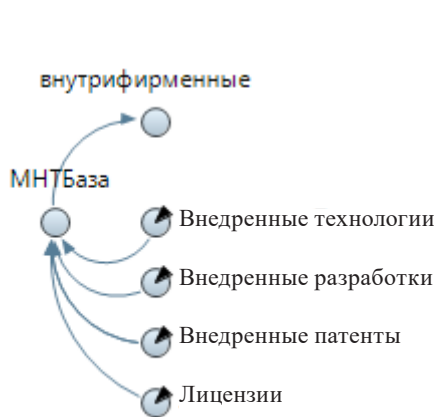 внутрифирменные
МНТБаза
Внедренные технологии
Внедренные разработки
Внедренные патенты
Лицензии